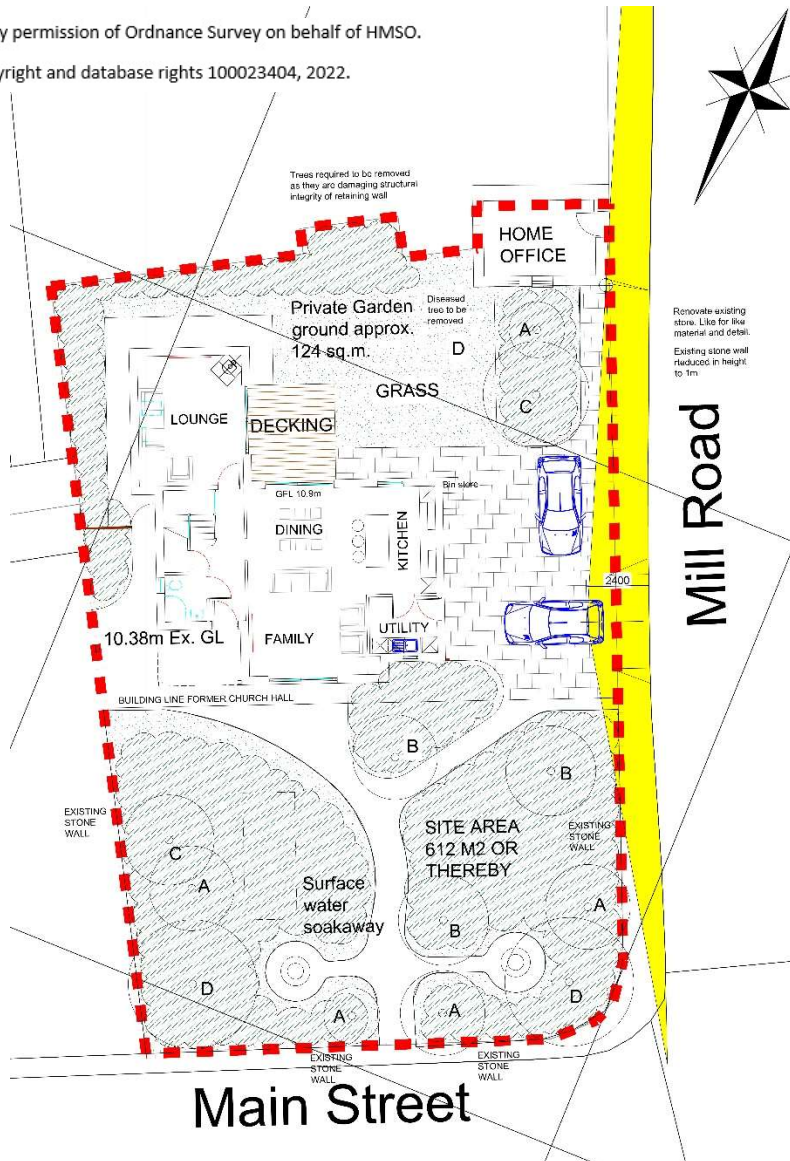 y permission of Ordnance Survey on behalf of HMSO.
yright and database rights 100023404, 2022.
Trees required to be removed
as they are damaging structural
integrity of retaining wall
HOME
OFFICE
Private Garden
ground approx.
124 sq.m.
Diseased
tree to be
removed
D
A
C
GRASS
Renovate existing
store. Like for like
material and detail.
Existing stone wall
rteduced in height
to 1m
Mill Road
LOUNGE
DECKING
GFL 10.9m
Bin store
DINING
KITCHEN
2400
10.38m Ex. GL
FAMILY
UTILITY
BUILDING LINE FORMER CHURCH HALL
B
B
EXISTING
STONE
WALL
C
A
SITE AREA
612 M2 OR
THEREBY
EXISTING
STONE
WALL
Surface
water
soakaway
A
B
D
D
A
A
EXISTING
STONE
WALL
EXISTING
STONE
WALL
Main Street